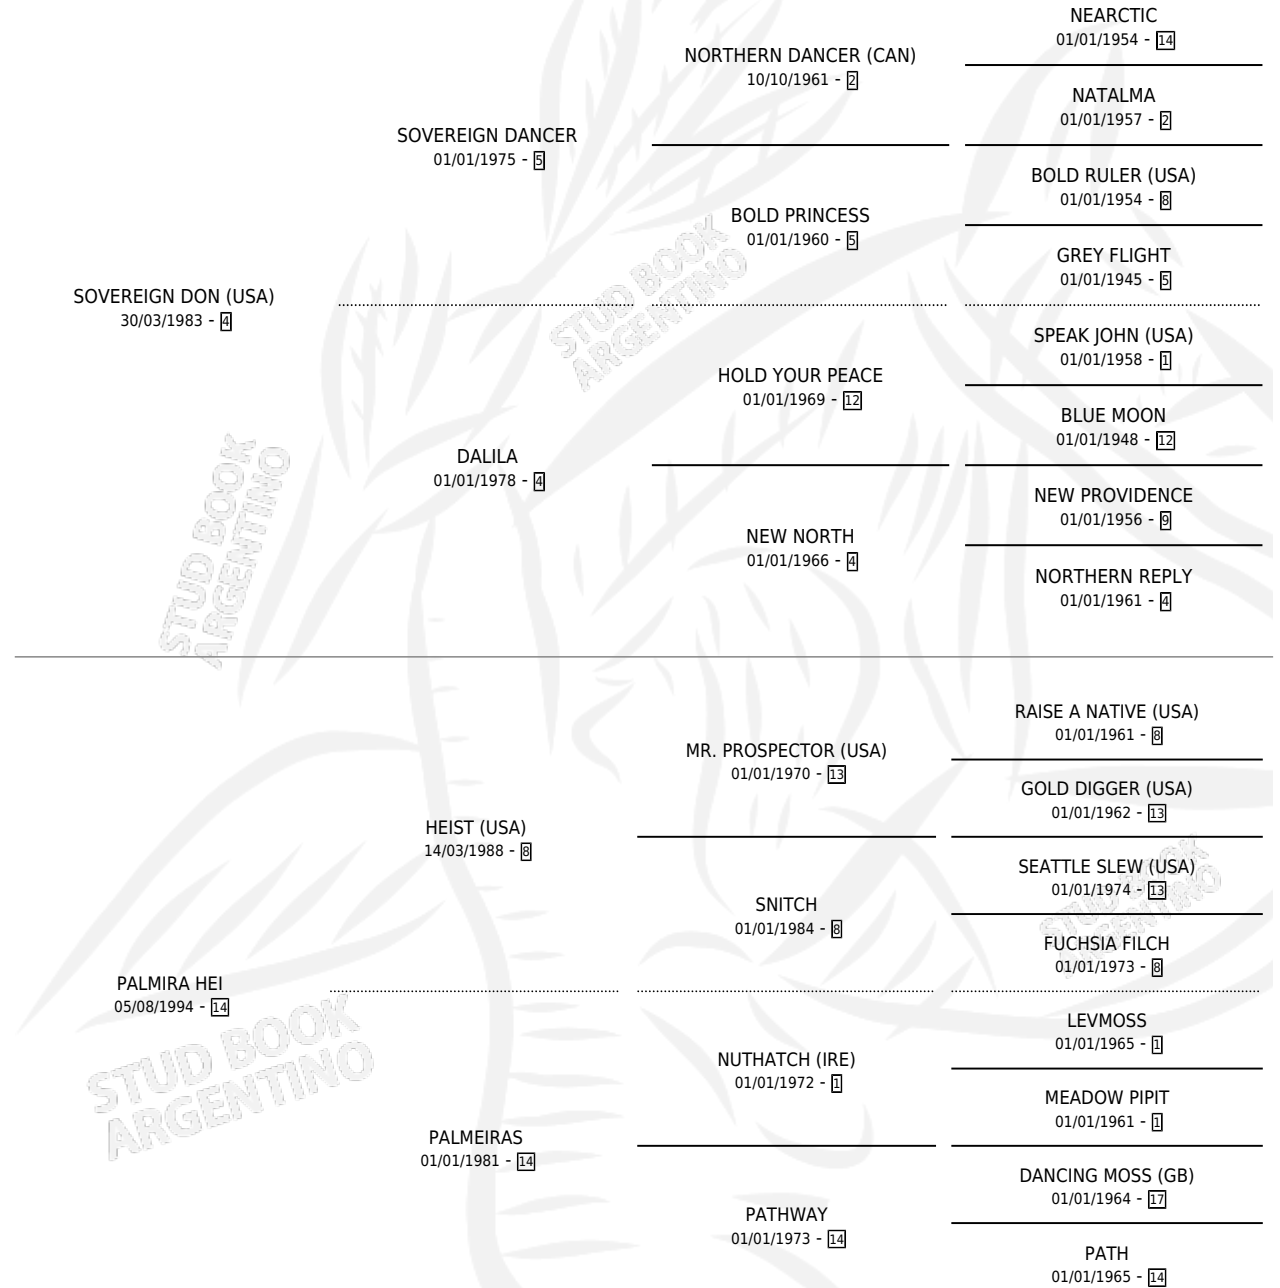 NEARCTIC
01/01/1954 - 14
NORTHERN DANCER (CAN)
10/10/1961 - 2
NATALMA
01/01/1957 - 2
SOVEREIGN DANCER
01/01/1975 - 5
BOLD RULER (USA)
01/01/1954 - 8
BOLD PRINCESS
01/01/1960 - 5
GREY FLIGHT
01/01/1945 - 5
SOVEREIGN DON (USA)
30/03/1983 - 4
STUD BOOK
ARGENTINO
SPEAK JOHN (USA)
01/01/1958 - 1
HOLD YOUR PEACE
01/01/1969 - 12
BLUE MOON
01/01/1948 - 12
DALILA
01/01/1978 - 4
NEW PROVIDENCE
01/01/1956 - 9
NEW NORTH
01/01/1966 - 4
NORTHERN REPLY
01/01/1961 - 4
STUD BOOK
ARGENTINO
RAISE A NATIVE (USA)
01/01/1961 - 8
MR. PROSPECTOR (USA)
01/01/1970 - 13
GOLD DIGGER (USA)
01/01/1962 - 13
HEIST (USA)
14/03/1988 - 8
SEATTLE SLEW (USA)
01/01/1974 - 13
SNITCH
01/01/1984 - 8
STUD BOOK
ARGENTINO
FUCHSIA FILCH
01/01/1973 - 8
PALMIRA HEI
05/08/1994 - 14
STUD BOOK
ARGENTINO
LEVMOSS
01/01/1965 - 1
NUTHATCH (IRE)
01/01/1972 - 1
MEADOW PIPIT
01/01/1961 - 1
PALMEIRAS
01/01/1981 - 14
DANCING MOSS (GB)
01/01/1964 - 17
PATHWAY
01/01/1973 - 14
PATH
01/01/1965 - 14